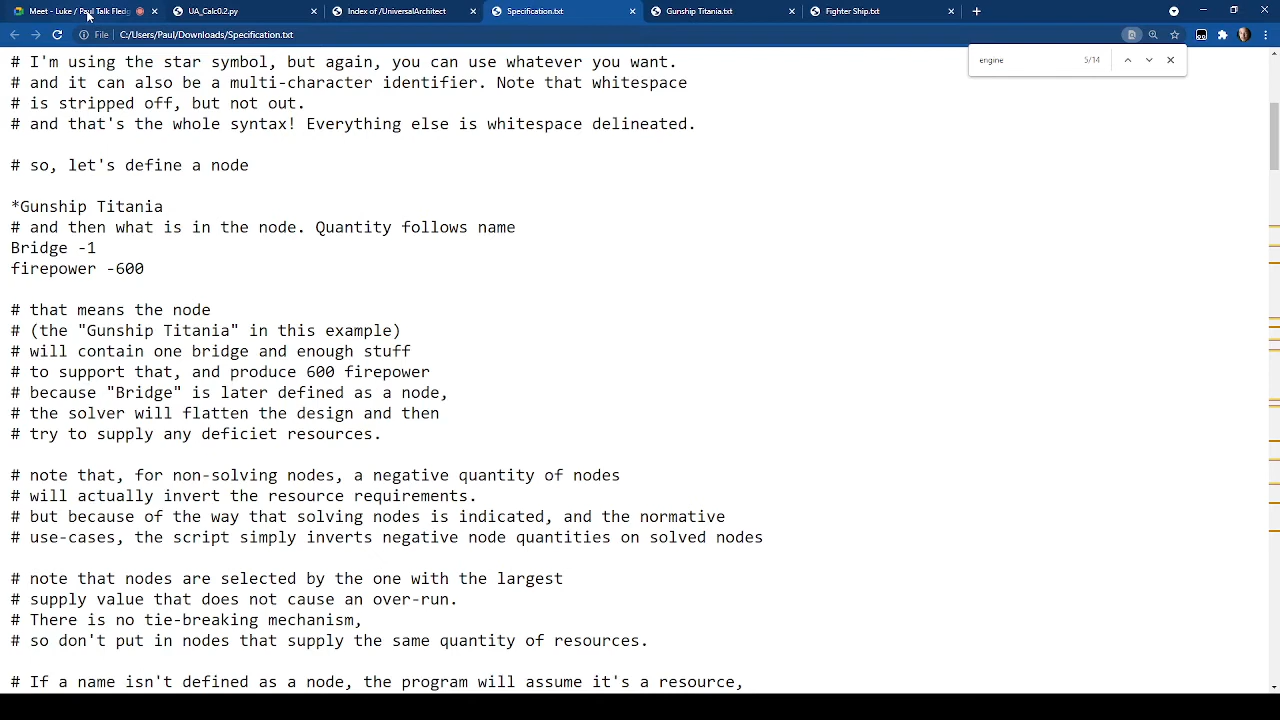 Meet - Luke / Paul Talk Fledg
UA_Calc0.2.py
Index of /UniversalArchitect
Specification.txt
Gunship Titania.txt
Fighter Ship.txt
File
C:/Users/Paul/Downloads/Specification.txt
engine
5/14
# I'm using the star symbol, but again, you can use whatever you want.
# and it can also be a multi-character identifier. Note that whitespace
# is stripped off, but not out.
# and that's the whole syntax! Everything else is whitespace delineated.
# so, let's define a node
*Gunship Titania
# and then what is in the node. Quantity follows name
Bridge -1
firepower -600
# that means the node
# (the "Gunship Titania" in this example)
# will contain one bridge and enough stuff
# to support that, and produce 600 firepower
# because "Bridge" is later defined as a node,
# the solver will flatten the design and then
# try to supply any deficiet resources.
# note that, for non-solving nodes, a negative quantity of nodes
# will actually invert the resource requirements.
# but because of the way that solving nodes is indicated, and the normative
# use-cases, the script simply inverts negative node quantities on solved nodes
# note that nodes are selected by the one with the largest
# supply value that does not cause an over-run.
# There is no tie-breaking mechanism,
# so don't put in nodes that supply the same quantity of resources.
# If a name isn't defined as a node, the program will assume it's a resource,